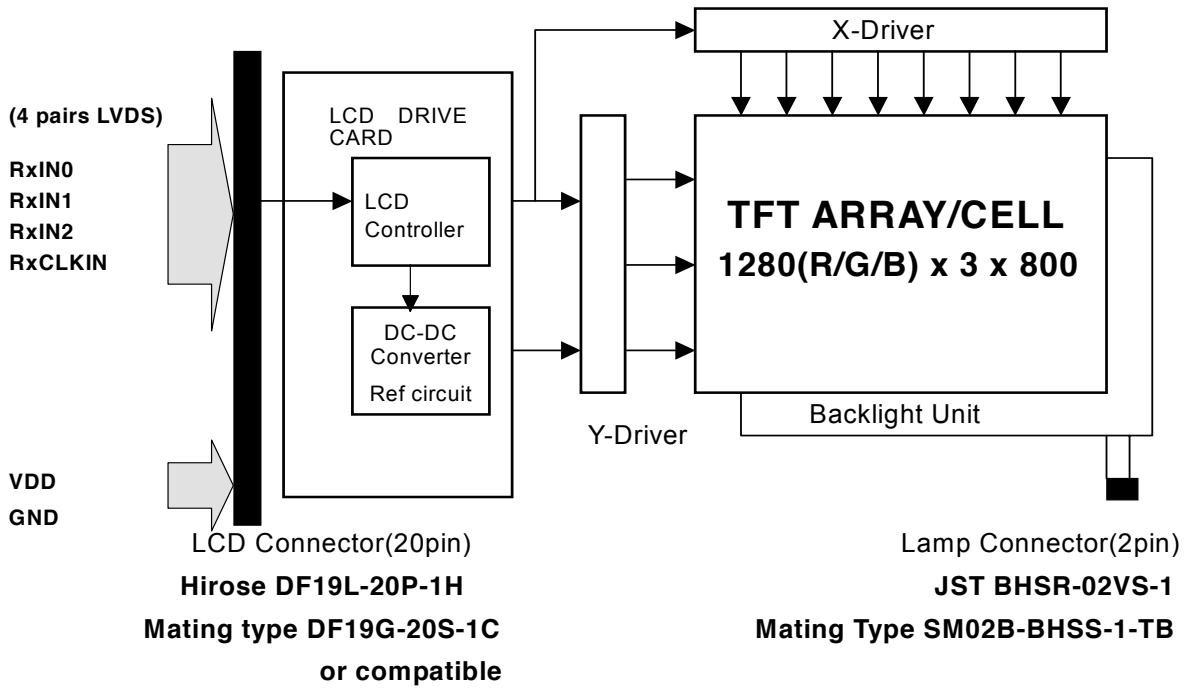 X-Driver
(4 pairs LVDS)
RxIN0
RxIN1
RxIN2
RxCLKIN
LCD DRIVE
CARD
LCD
Controller
DC-DC
Converter
Ref circuit
TFT ARRAY/CELL
1280(R/G/B) x 3 x 800
Backlight Unit
Y-Driver
VDD
GND
LCD Connector(20pin)
Hirose DF19L-20P-1H
Mating type DF19G-20S-1C
or compatible
Lamp Connector(2pin)
JST BHSR-02VS-1
Mating Type SM02B-BHSS-1-TB